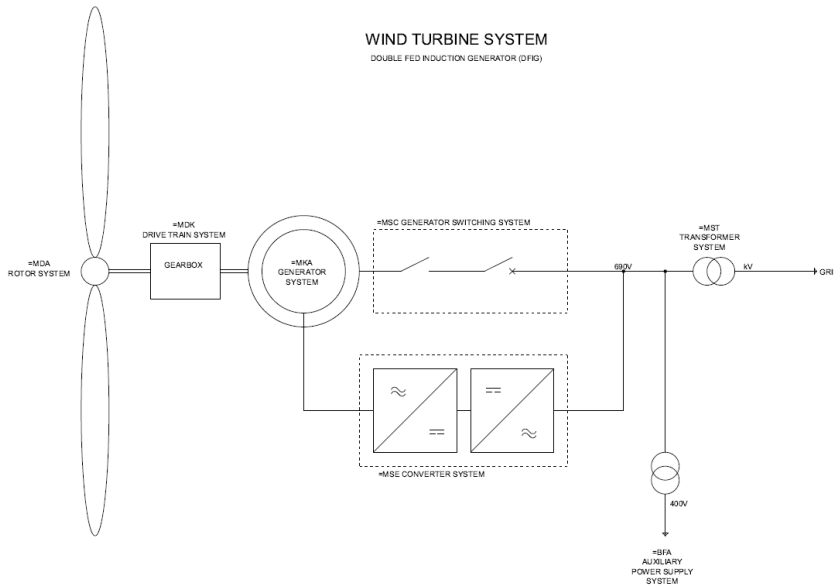 WIND TURBINE SYSTEM
DOUBLE FED INDUCTION GENERATOR (DFIG)
=MDK
DRIVE TRAIN SYSTEM
GEARBOX
=MDA
ROTOR SYSTEM
=MKA
GENERATOR
SYSTEM
=MSC GENERATOR SWITCHING SYSTEM
690V
=MST
TRANSFORMER
SYSTEM
kV
GRI
=MSE CONVERTER SYSTEM
400V
=BFA
AUXILIARY
POWER SUPPLY
SYSTEM